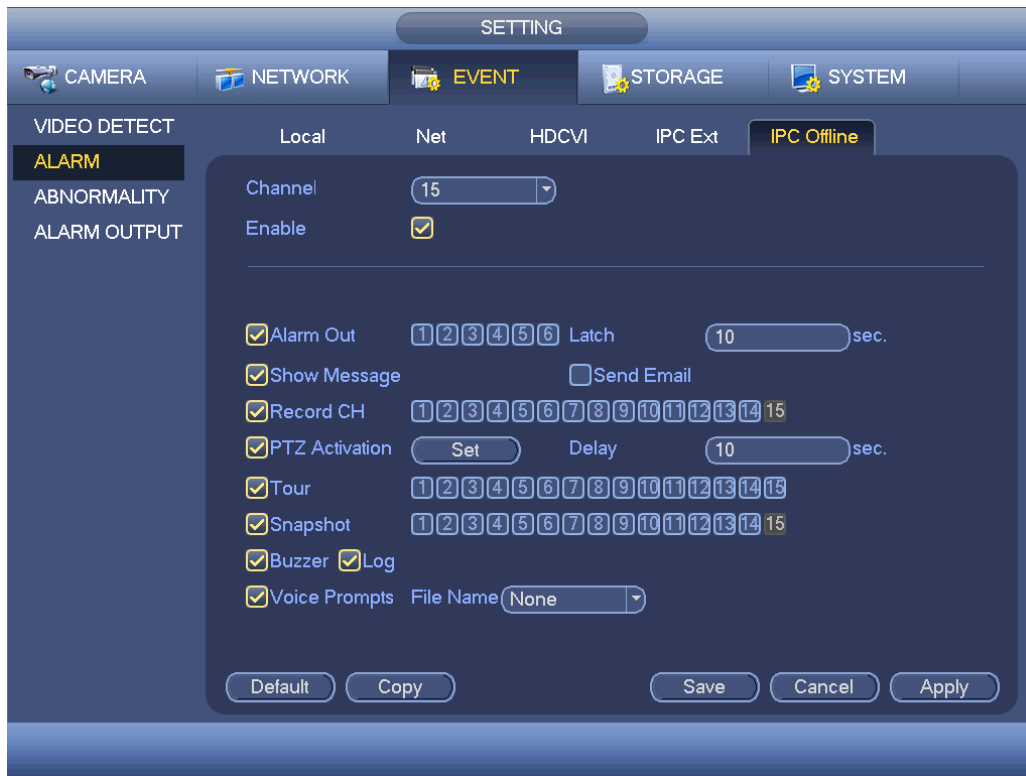 SETTING
CAMERA NETWORK EVENT STORAGE SYSTEM
VIDEO DETECT
ALARM
ABNORMALITY
ALARM OUTPUT
Local Net HDCVI IPC Ext IPC Offline
Channel 15
Enable
Alarm Out 1 2 3 4 5 6 Latch 10 sec.
Show Message Send Email
Record CH 1 2 3 4 5 6 7 8 9 10 11 12 13 14 15
PTZ Activation Set Delay 10 sec.
Tour 1 2 3 4 5 6 7 8 9 10 11 12 13 14 15
Snapshot 1 2 3 4 5 6 7 8 9 10 11 12 13 14 15
Buzzer Log
Voice Prompts File Name None
Default Copy Save Cancel Apply